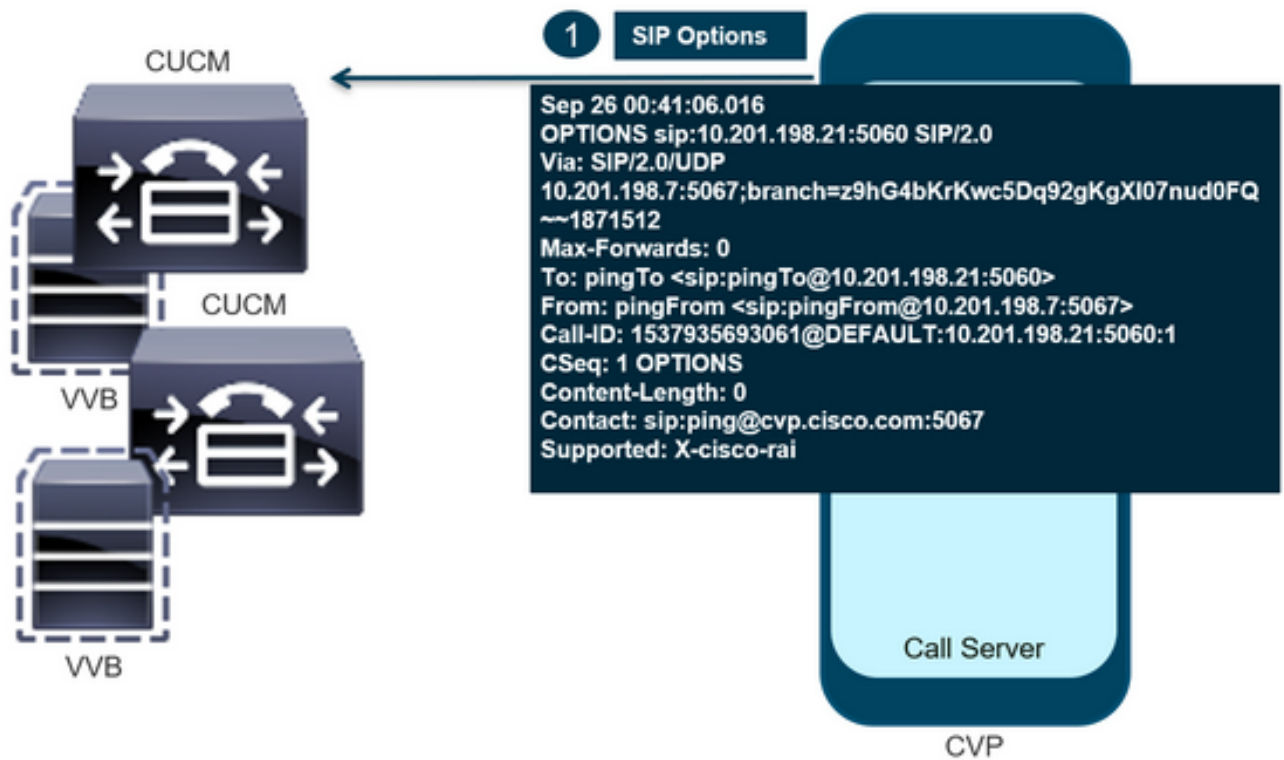 1 SIP Options
CUCM
Sep 26 00:41:06.016
OPTIONS sip:10.201.198.21:5060 SIP/2.0
Via: SIP/2.0/UDP
10.201.198.7:5067;branch=z9hG4bKrKwc5Dq92gKgXl07nud0FQ
~~1871512
Max-Forwards: 0
To: pingTo <sip:pingTo@10.201.198.21:5060>
From: pingFrom <sip:pingFrom@10.201.198.7:5067>
Call-ID: 1537935693061@DEFAULT:10.201.198.21:5060:1
CSeq: 1 OPTIONS
Content-Length: 0
Contact: sip:ping@cvp.cisco.com:5067
Supported: X-cisco-rai
CUCM
VVB
VVB
Call Server
CVP